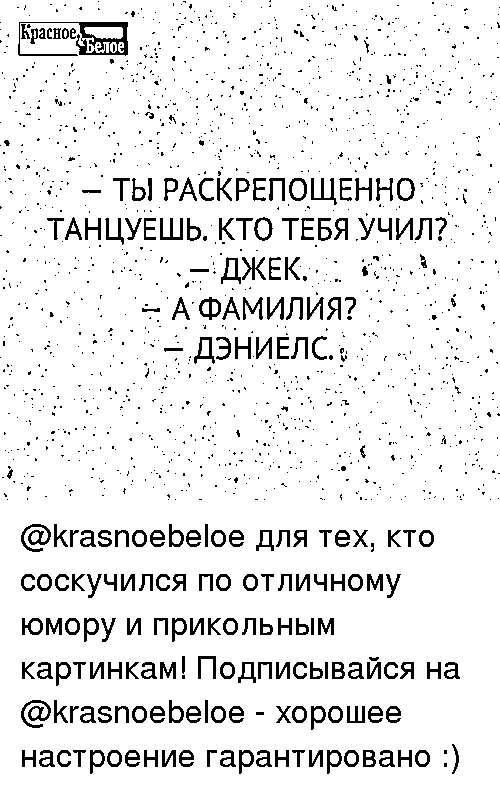 Красное
&Белое
– ТЫ РАСКРЕПОЩЕННО
ТАНЦУЕШЬ. КТО ТЕБЯ УЧИЛ?
– ДЖЕК.
– А ФАМИЛИЯ?
– ДЭНИЕЛС.
@krasnoebeloe для тех, кто
соскучился по отличному
юмору и прикольным
картинкам! Подписывайся на
@krasnoebeloe - хорошее
настроение гарантировано :)